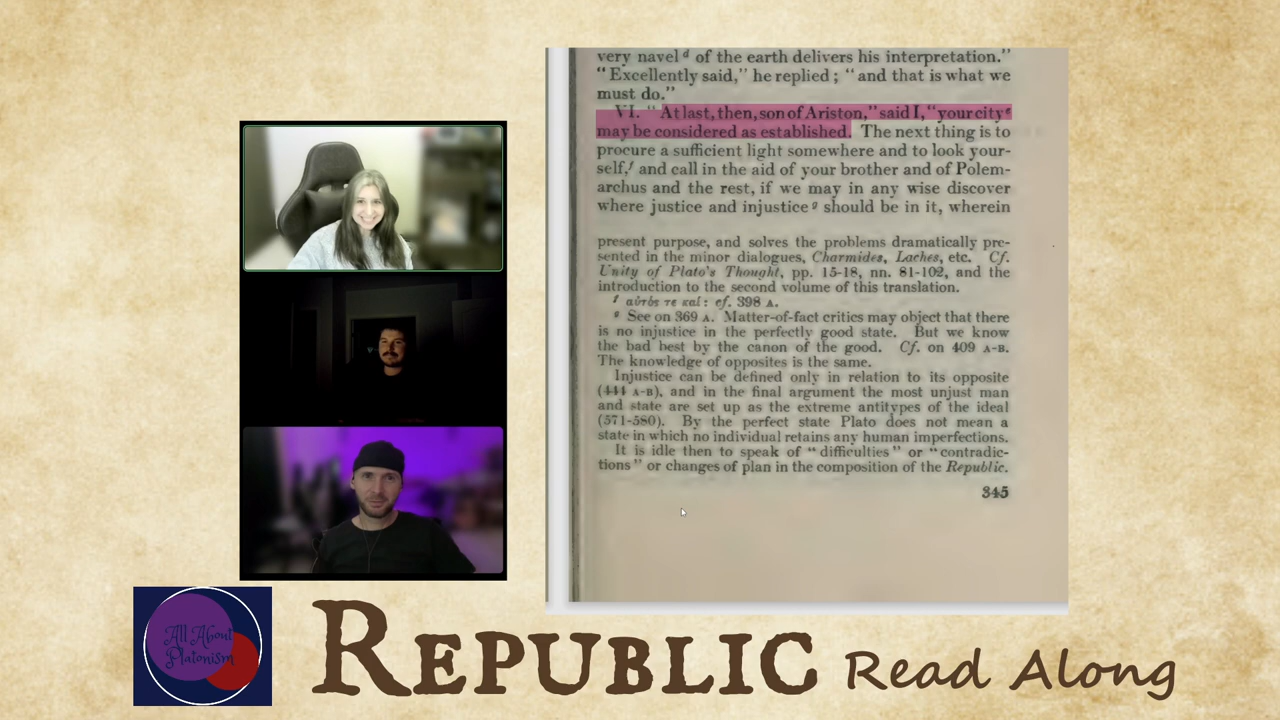 very navel ᵈ of the earth delivers his interpretation.”
“Excellently said,” he replied ; “and that is what we
must do.”
VI. “ At last, then, son of Ariston,” said I, “your city ᵉ
may be considered as established. The next thing is to
procure a sufficient light somewhere and to look your-
self,ᶠ and call in the aid of your brother and of Polem-
archus and the rest, if we may in any wise discover
where justice and injustice ᵍ should be in it, wherein
present purpose, and solves the problems dramatically pre-
sented in the minor dialogues, Charmides, Laches, etc. Cf.
Unity of Plato's Thought, pp. 15-18, nn. 81-102, and the
introduction to the second volume of this translation.
ᶠ αὐτός τε καί : cf. 398 A.
ᵍ See on 369 A. Matter-of-fact critics may object that there
is no injustice in the perfectly good state. But we know
the bad best by the canon of the good. Cf. on 409 A-B.
The knowledge of opposites is the same.
Injustice can be defined only in relation to its opposite
(444 A-B), and in the final argument the most unjust man
and state are set up as the extreme antitypes of the ideal
(571-580). By the perfect state Plato does not mean a
state in which no individual retains any human imperfections.
It is idle then to speak of “ difficulties ” or “ contradic-
tions ” or changes of plan in the composition of the Republic.
345
All About
Platonism
REPUBLIC Read Along